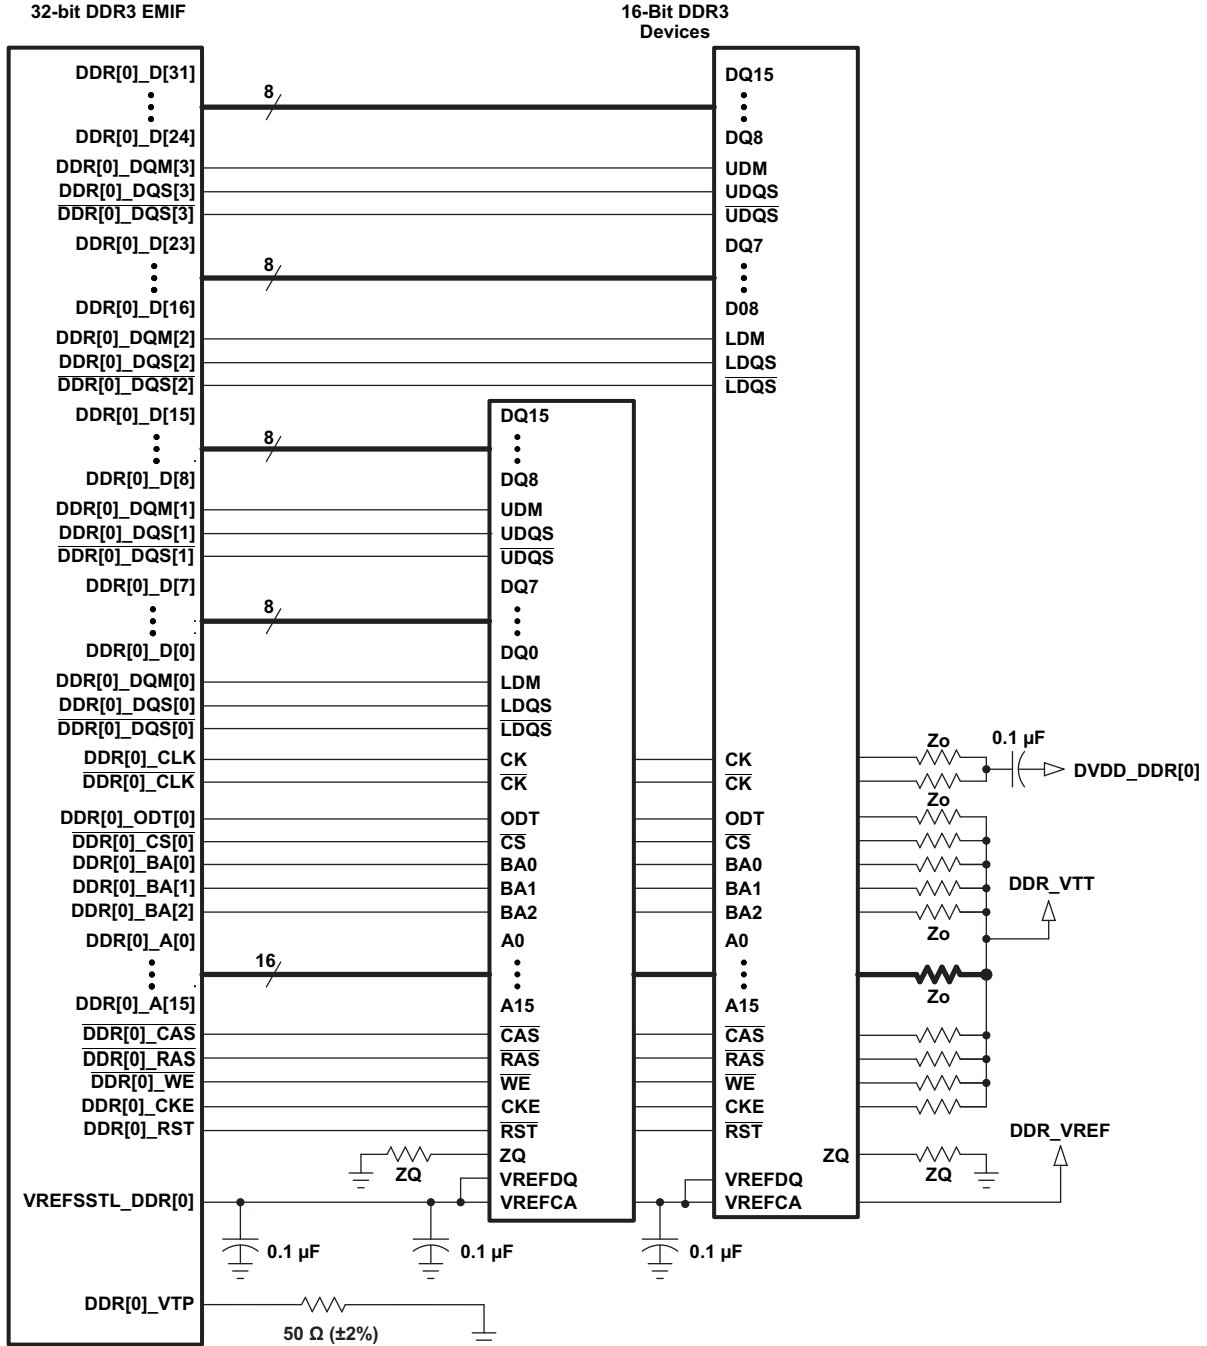 32-bit DDR3 EMIF
16-Bit DDR3
Devices
DDR[0]_D[31]
8
DQ15
DDR[0]_D[24]
DQ8
DDR[0]_DQM[3]
UDM
DDR[0]_DQS[3]
UDQS
DDR[0]_DQS[3]
UDQS
DDR[0]_D[23]
8
DQ7
DDR[0]_D[16]
D08
DDR[0]_DQM[2]
LDM
DDR[0]_DQS[2]
LDQS
DDR[0]_DQS[2]
LDQS
DDR[0]_D[15]
8
DQ15
DDR[0]_D[8]
DQ8
DDR[0]_DQM[1]
UDM
DDR[0]_DQS[1]
UDQS
DDR[0]_DQS[1]
UDQS
DDR[0]_D[7]
8
DQ7
DDR[0]_D[0]
DQ0
DDR[0]_DQM[0]
LDM
DDR[0]_DQS[0]
LDQS
DDR[0]_DQS[0]
LDQS
Zo
0.1 µF
DDR[0]_CLK
CK
CK
DVDD_DDR[0]
DDR[0]_CLK
CK
CK
Zo
DDR[0]_ODT[0]
ODT
ODT
DDR[0]_CS[0]
CS
CS
DDR[0]_BA[0]
BA0
BA0
DDR[0]_BA[1]
BA1
BA1
DDR_VTT
DDR[0]_BA[2]
BA2
BA2
Zo
DDR[0]_A[0]
16
A0
A0
Zo
DDR[0]_A[15]
A15
A15
DDR[0]_CAS
CAS
CAS
DDR[0]_RAS
RAS
RAS
DDR[0]_WE
WE
WE
DDR[0]_CKE
CKE
CKE
DDR[0]_RST
RST
RST
DDR_VREF
ZQ
ZQ
ZQ
ZQ
VREFDQ
VREFDQ
VREFSSTL_DDR[0]
VREFCA
VREFCA
0.1 µF
0.1 µF
0.1 µF
DDR[0]_VTP
50 Ω (±2%)